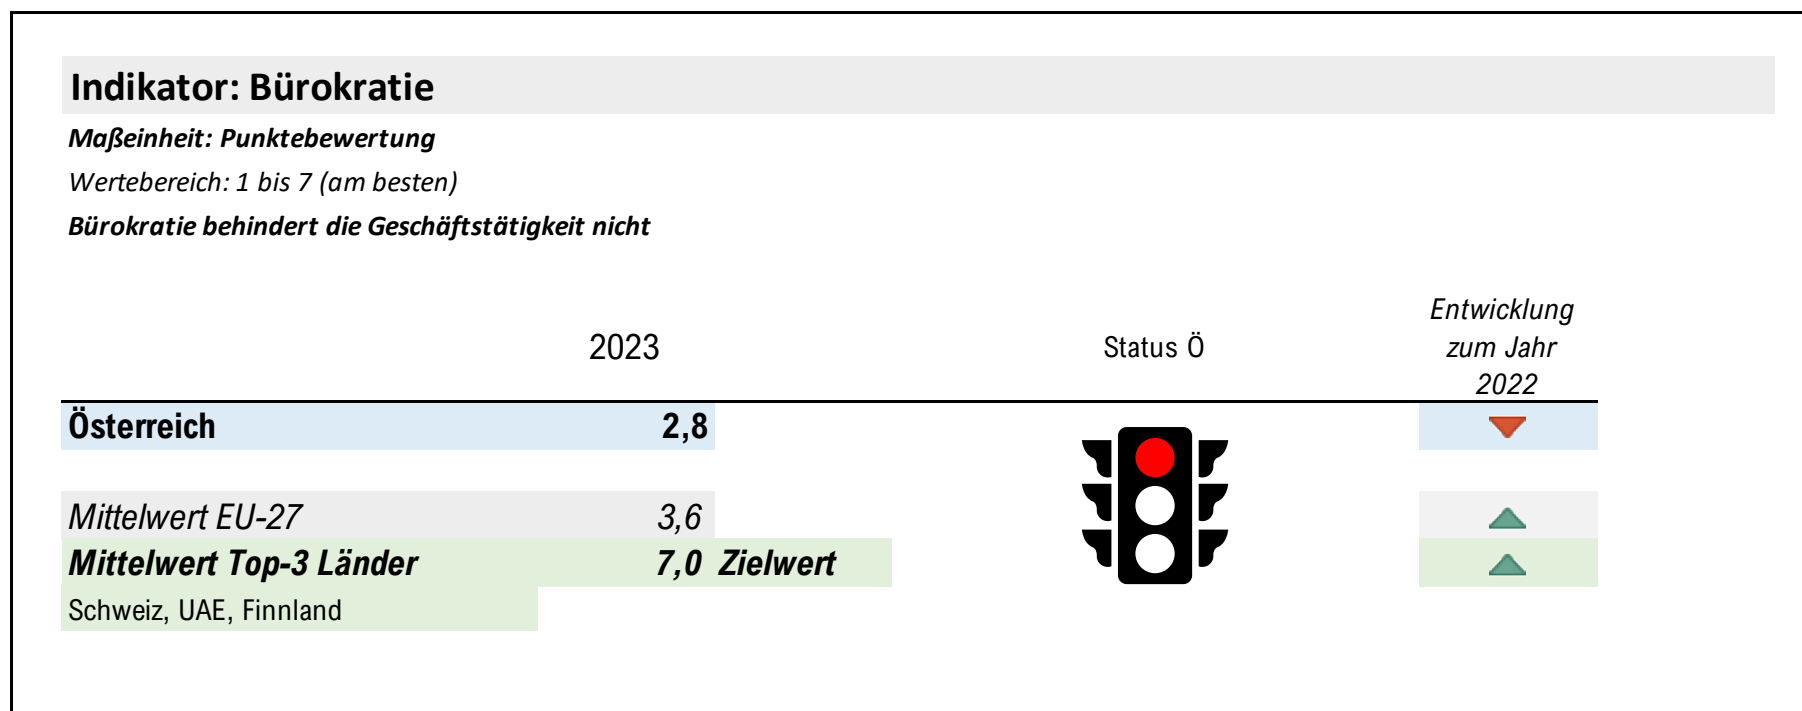 Indikator: Bürokratie
Maßeinheit: Punktebewertung
Wertebereich: 1 bis 7 (am besten)
Bürokratie behindert die Geschäftstätigkeit nicht
2023 Status Ö Entwicklung
zum Jahr
2022
Österreich 2,8
Mittelwert EU-27 3,6
Mittelwert Top-3 Länder 7,0 Zielwert
Schweiz, UAE, Finnland